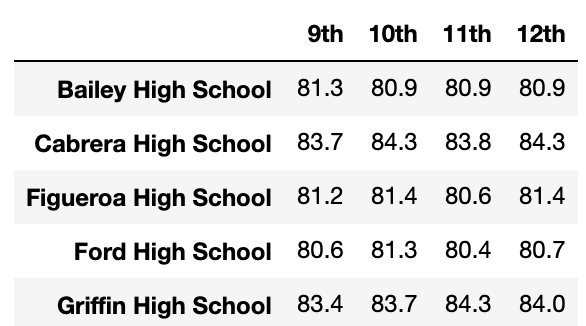 9th 10th 11th 12th
Bailey High School 81.3 80.9 80.9 80.9
Cabrera High School 83.7 84.3 83.8 84.3
Figueroa High School 81.2 81.4 80.6 81.4
Ford High School 80.6 81.3 80.4 80.7
Griffin High School 83.4 83.7 84.3 84.0